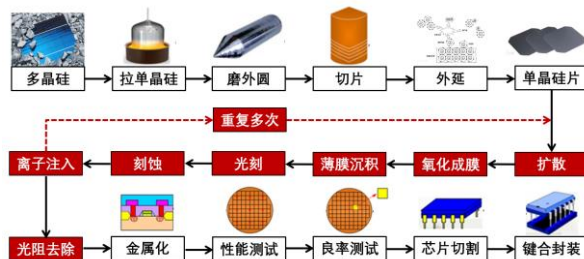 多晶硅
拉单晶硅
磨外圆
切片
外延
单晶硅片
重复多次
离子注入
刻蚀
光刻
薄膜沉积
氧化成膜
扩散
光阻去除
金属化
性能测试
良率测试
芯片切割
键合封装